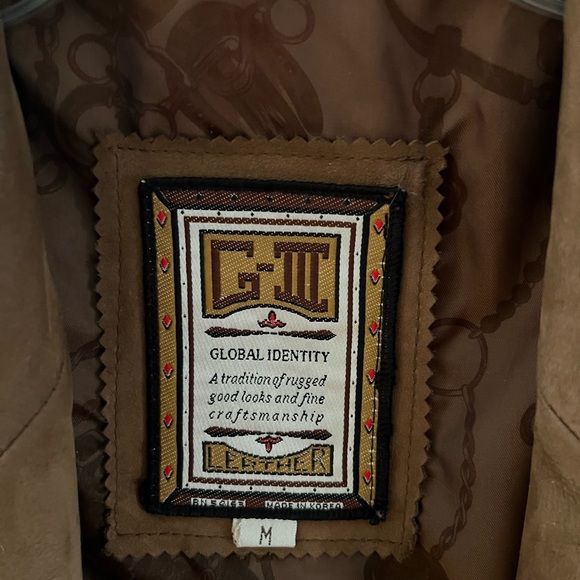 G-III
GLOBAL IDENTITY
A tradition of rugged
good looks and fine
craftsmanship
LEATHER
MADE IN KOREA
M